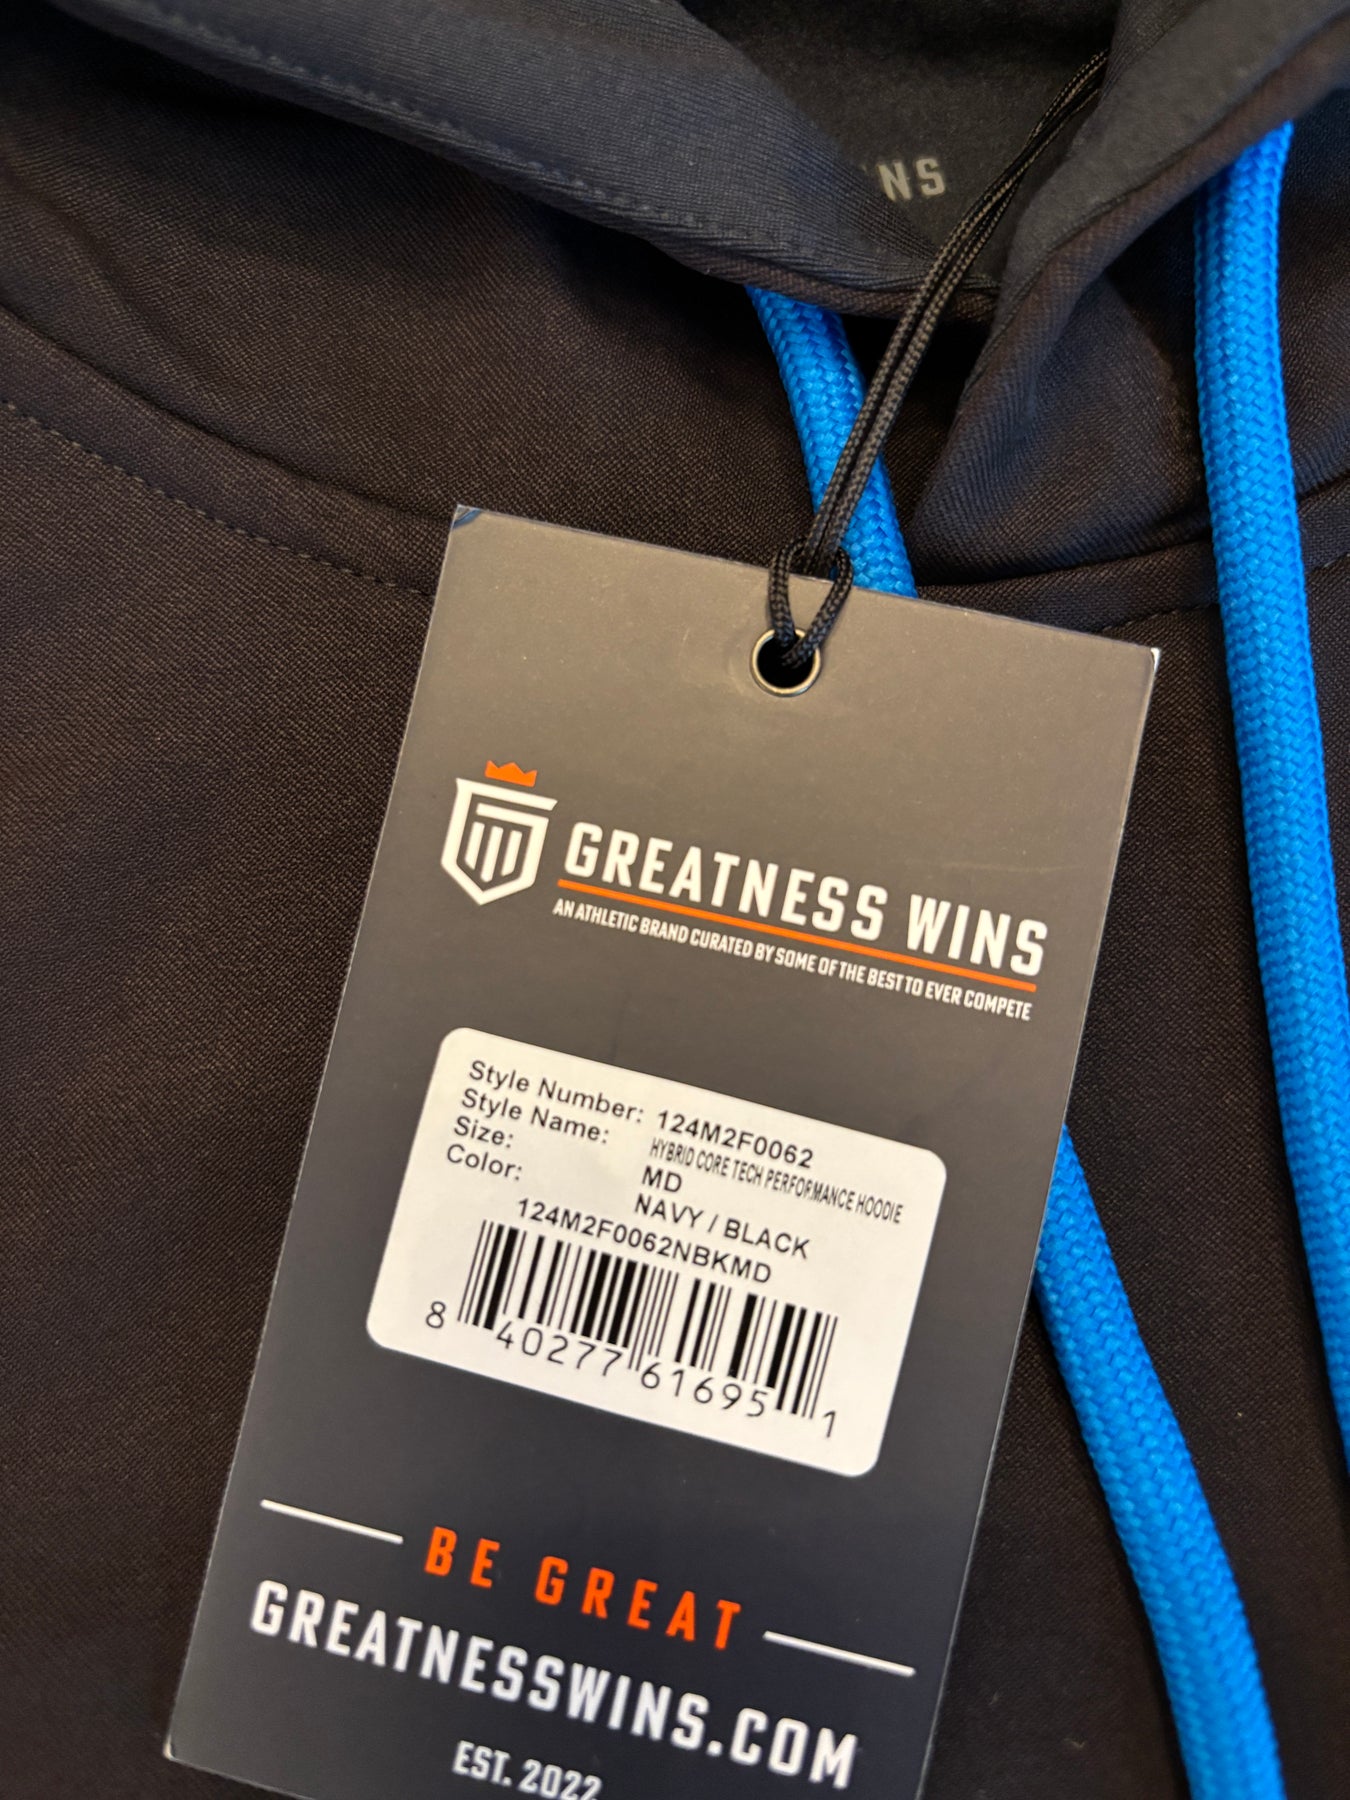 NS
GREATNESS WINS
AN ATHLETIC BRAND CURATED BY SOME OF THE BEST TO EVER COMPETE
Style Number: 124M2F0062
Style Name: HYBRID CORE TECH PERFORMANCE HOODIE
Size: MD
Color: NAVY / BLACK
124M2F0062NBKMD
8 40277 61695 1
BE GREAT
GREATNESSWINS.COM
EST. 2022